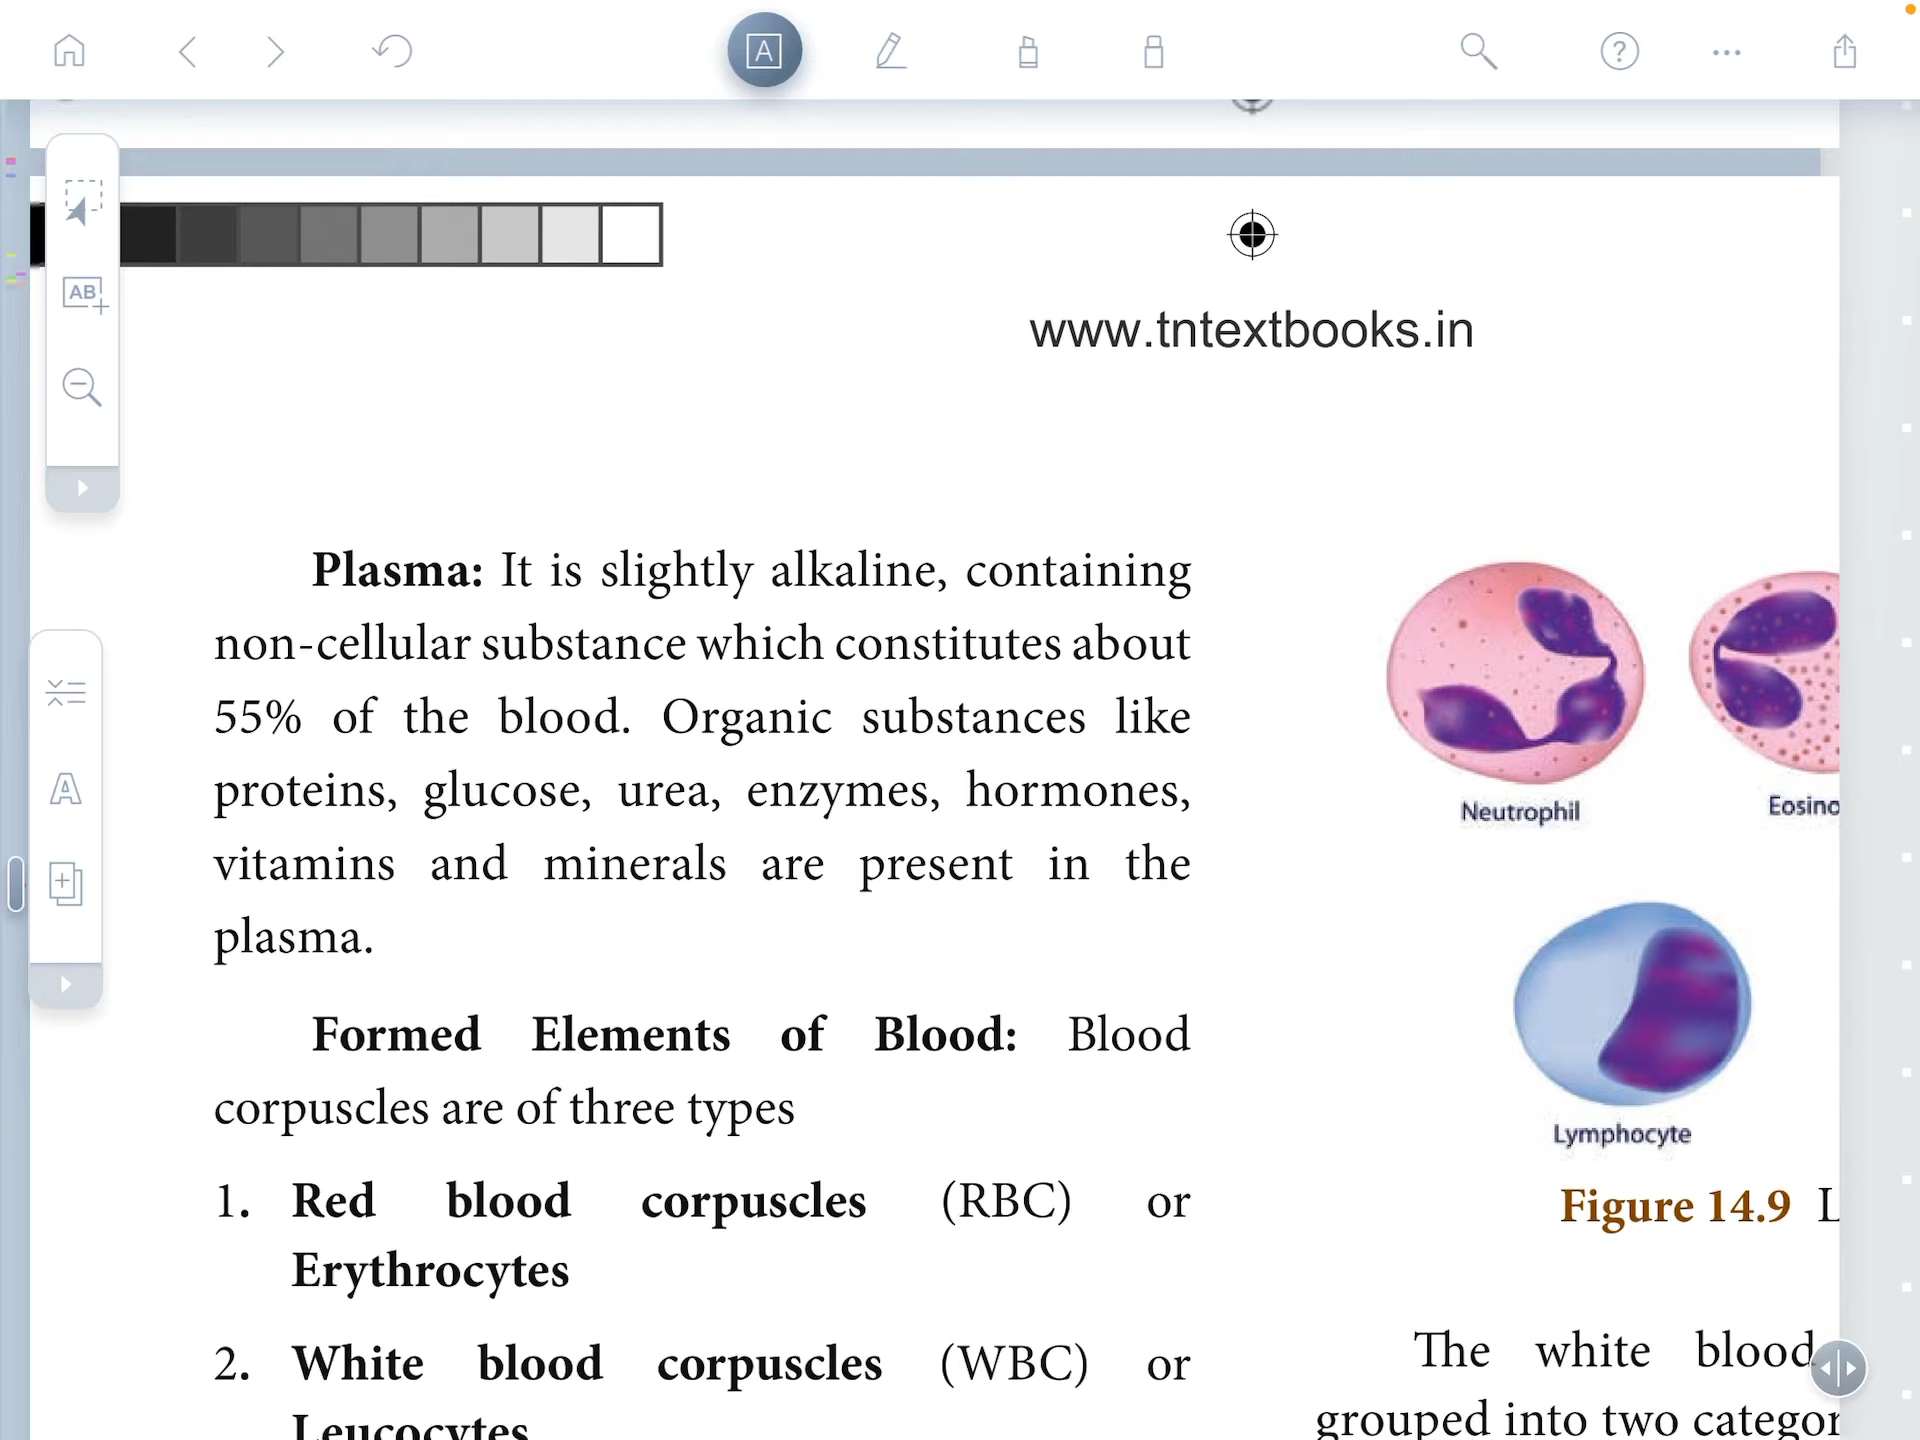 www.tntextbooks.in
Plasma: It is slightly alkaline, containing
non-cellular substance which constitutes about
55% of the blood. Organic substances like
proteins, glucose, urea, enzymes, hormones,
vitamins and minerals are present in the
plasma.
Formed Elements of Blood: Blood
corpuscles are of three types
1. Red blood corpuscles (RBC) or
Erythrocytes
2. White blood corpuscles (WBC) or
Leucocytes
Neutrophil
Eosino
Lymphocyte
Figure 14.9 L
The white blood
grouped into two categor
A
AB
A
?